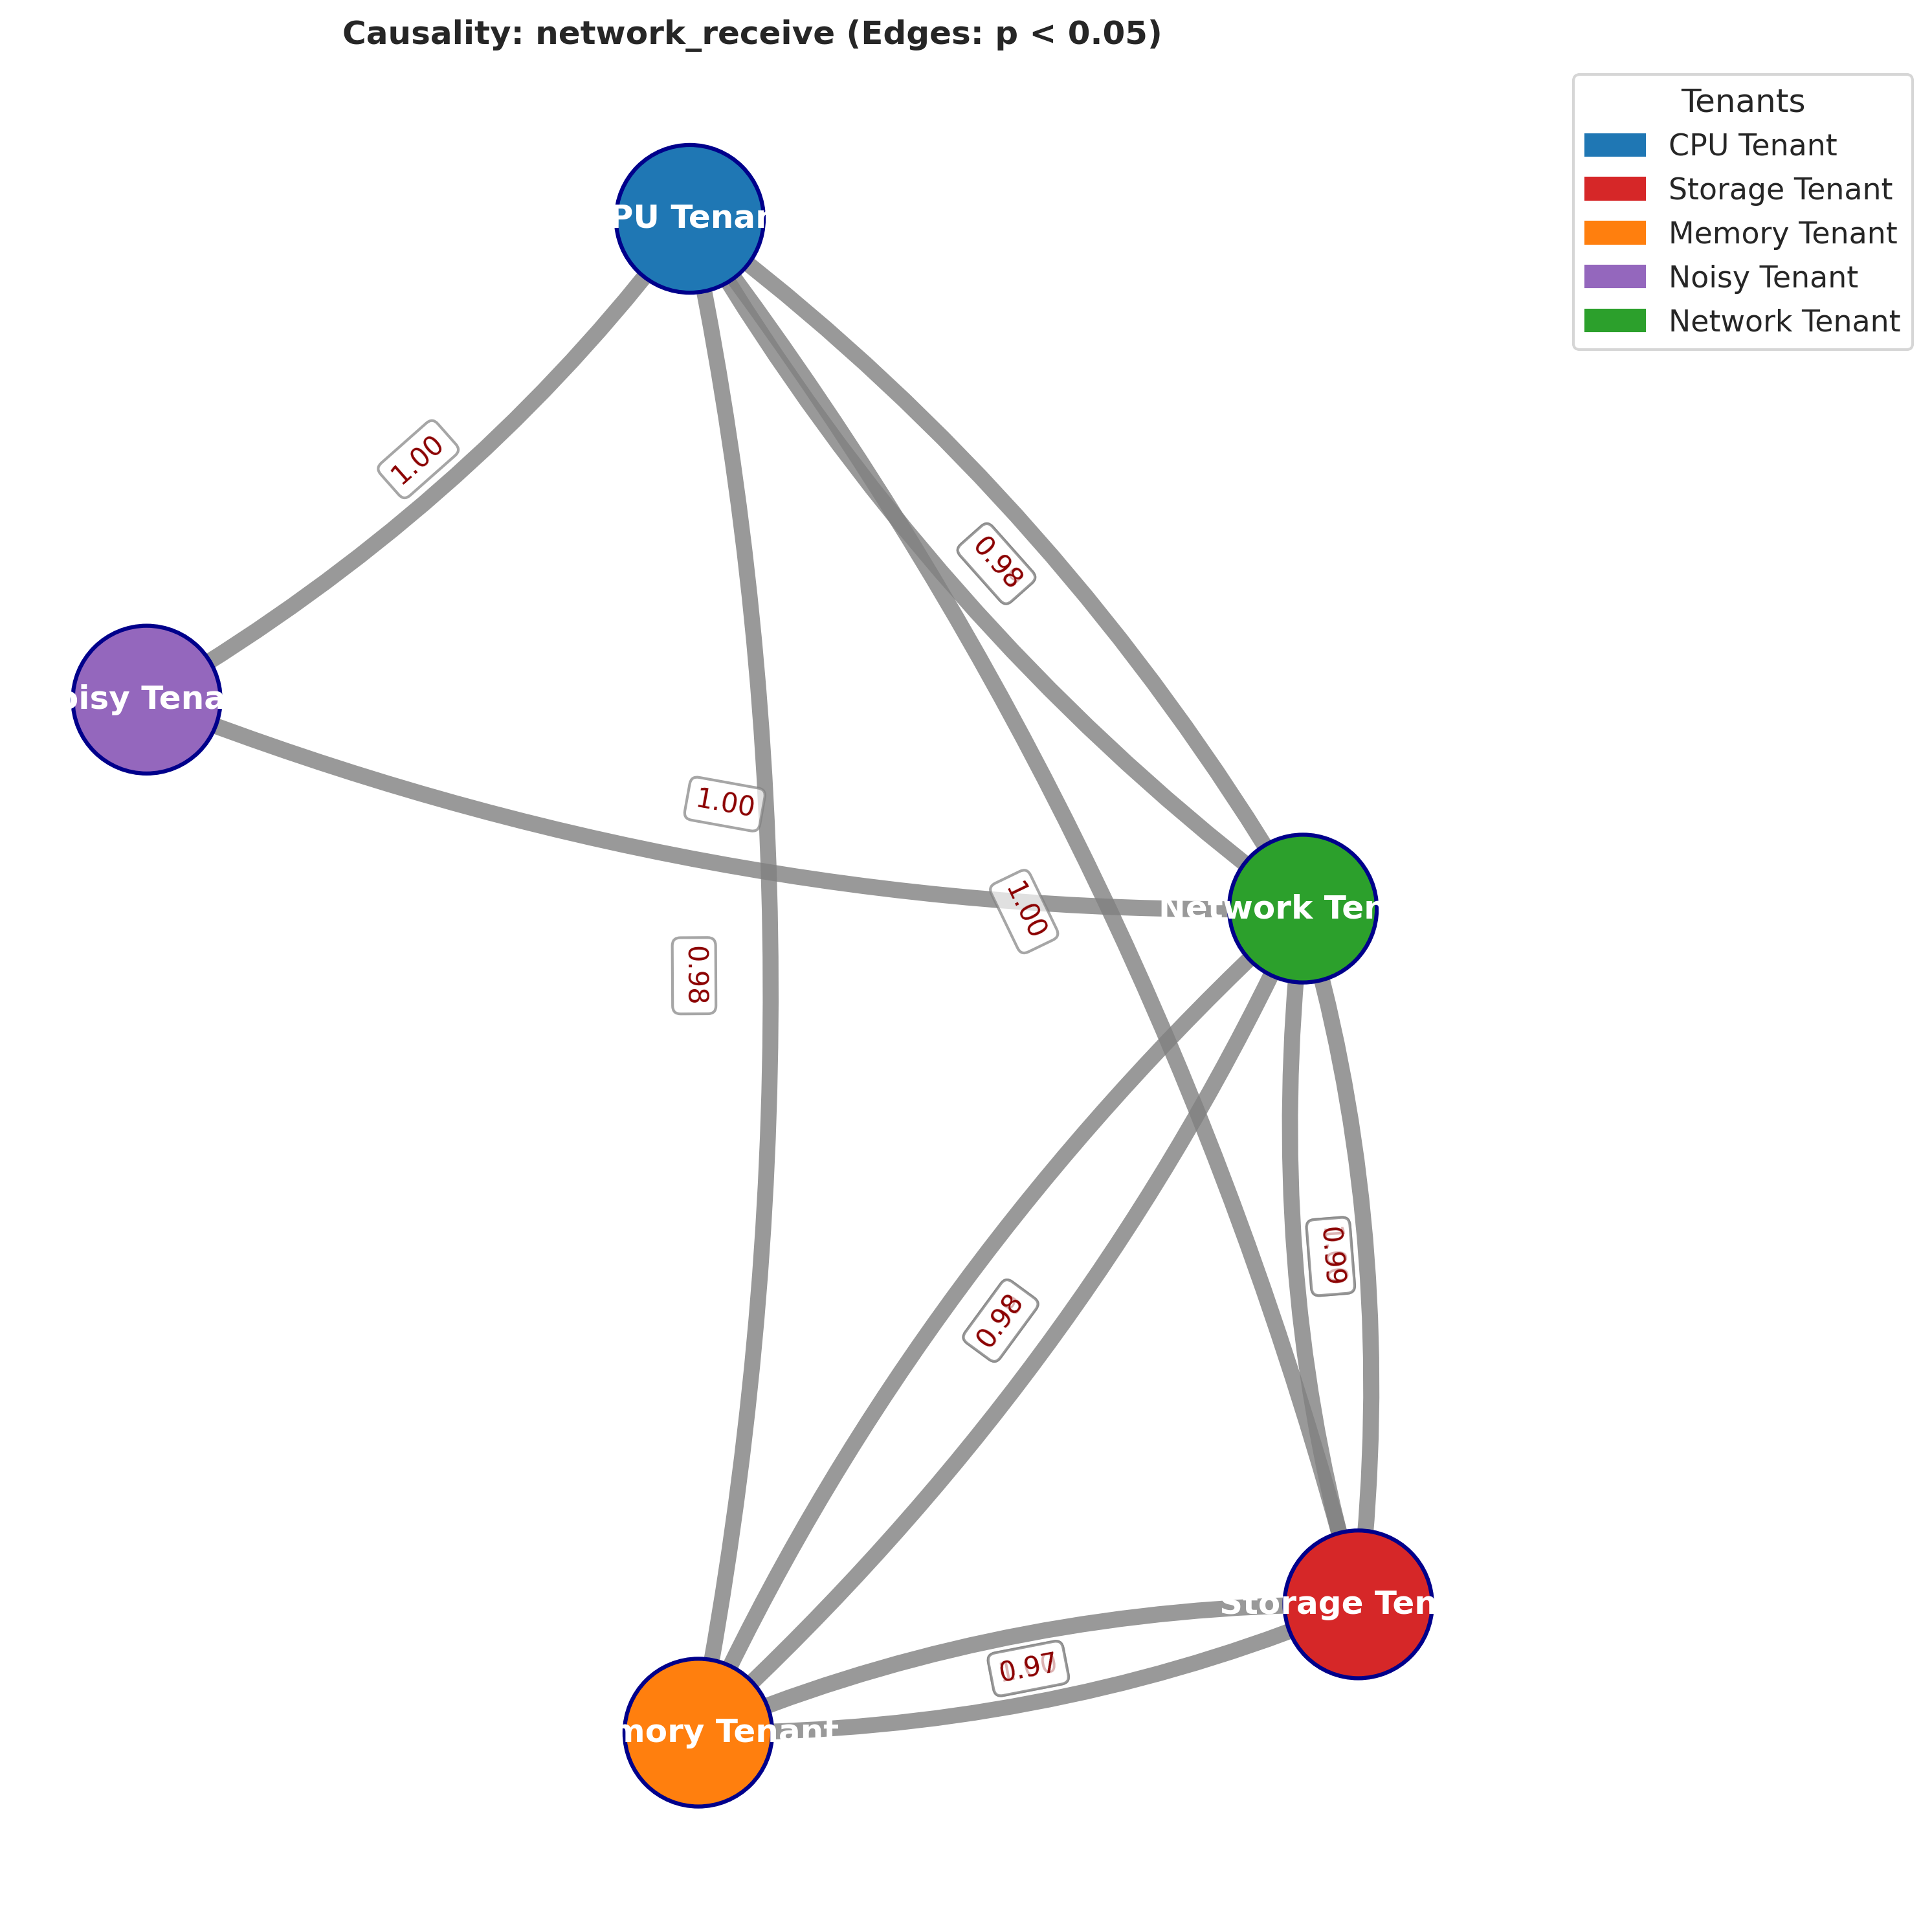 Causality: network_receive (Edges: p < 0.05)
Tenants
CPU Tenant
Storage Tenant
Memory Tenant
Noisy Tenant
Network Tenant
PU Tenan
1.00
0.98
oisy Tena
1.00
1.00
Network Ten
0.98
0.99
0.98
Storage Ten
0.97
mory Tenant